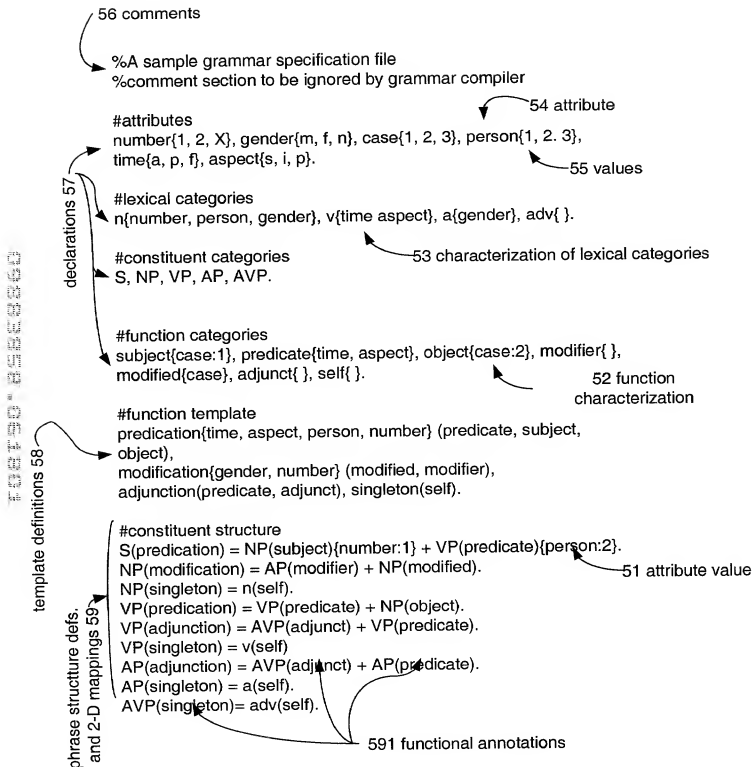 56 comments
%A sample grammar specification file
%comment section to be ignored by grammar compiler
54 attribute
#attributes
number{1, 2, X}, gender{m, f, n}, case{1, 2, 3}, person{1, 2. 3},
time{a, p, f}, aspect{s, i, p}.
55 values
declarations 57
#lexical categories
n{number, person, gender}, v{time aspect}, a{gender}, adv{ }.
53 characterization of lexical categories
#constituent categories
S, NP, VP, AP, AVP.
#function categories
subject{case:1}, predicate{time, aspect}, object{case:2}, modifier{ },
modified{case}, adjunct{ }, self{ }.
52 function
characterization
#function template
predication{time, aspect, person, number} (predicate, subject,
object),
modification{gender, number} (modified, modifier),
adjunction(predicate, adjunct), singleton(self).
template definitions 58
#constituent structure
S(predication) = NP(subject){number:1} + VP(predicate){person:2}.
51 attribute value
NP(modification) = AP(modifier) + NP(modified).
NP(singleton) = n(self).
VP(predication) = VP(predicate) + NP(object).
VP(adjunction) = AVP(adjunct) + VP(predicate).
VP(singleton) = v(self)
AP(adjunction) = AVP(adjunct) + AP(predicate).
AP(singleton) = a(self).
AVP(singleton)= adv(self).
phrase structure defs.
and 2-D mappings 59
591 functional annotations